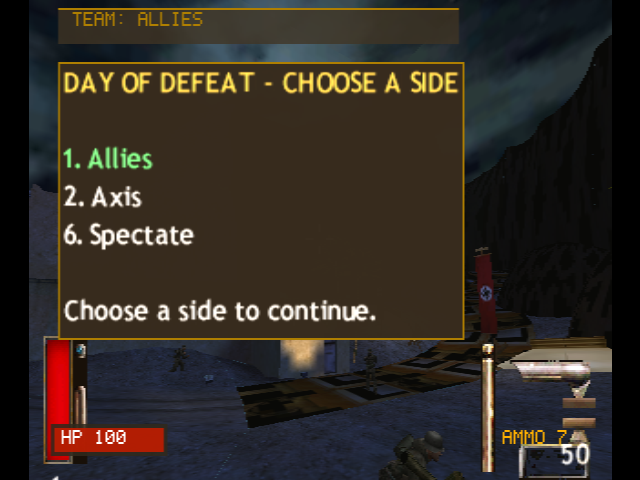 TEAM: ALLIES
DAY OF DEFEAT - CHOOSE A SIDE
1. Allies
2. Axis
6. Spectate
Choose a side to continue.
HP 100
AMMO 7
50